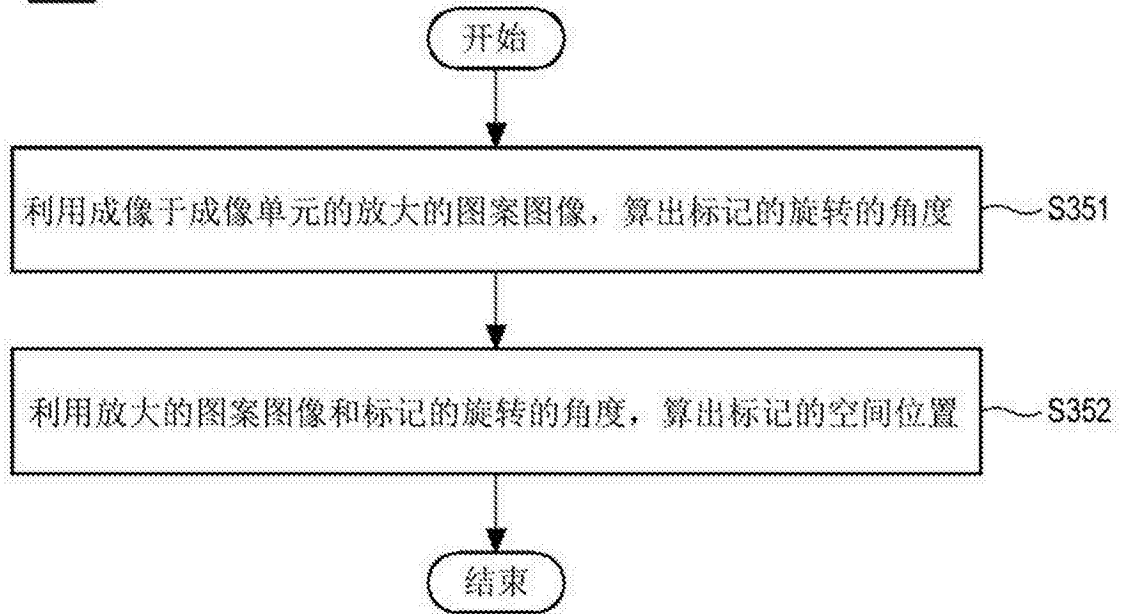 开始
利用成像于成像单元的放大的图案图像，算出标记的旋转的角度
S351
利用放大的图案图像和标记的旋转的角度，算出标记的空间位置
S352
结束